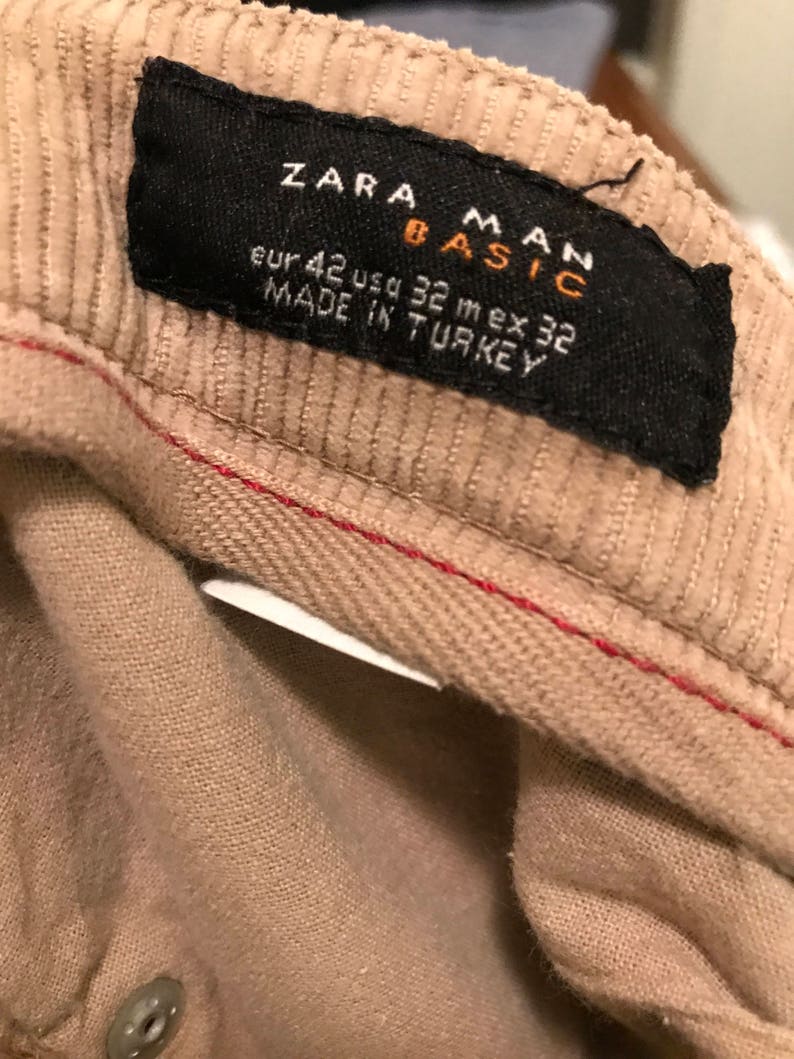 ZARA MAN
BASIC
eur 42 usa 32 mex 32
MADE IN TURKEY